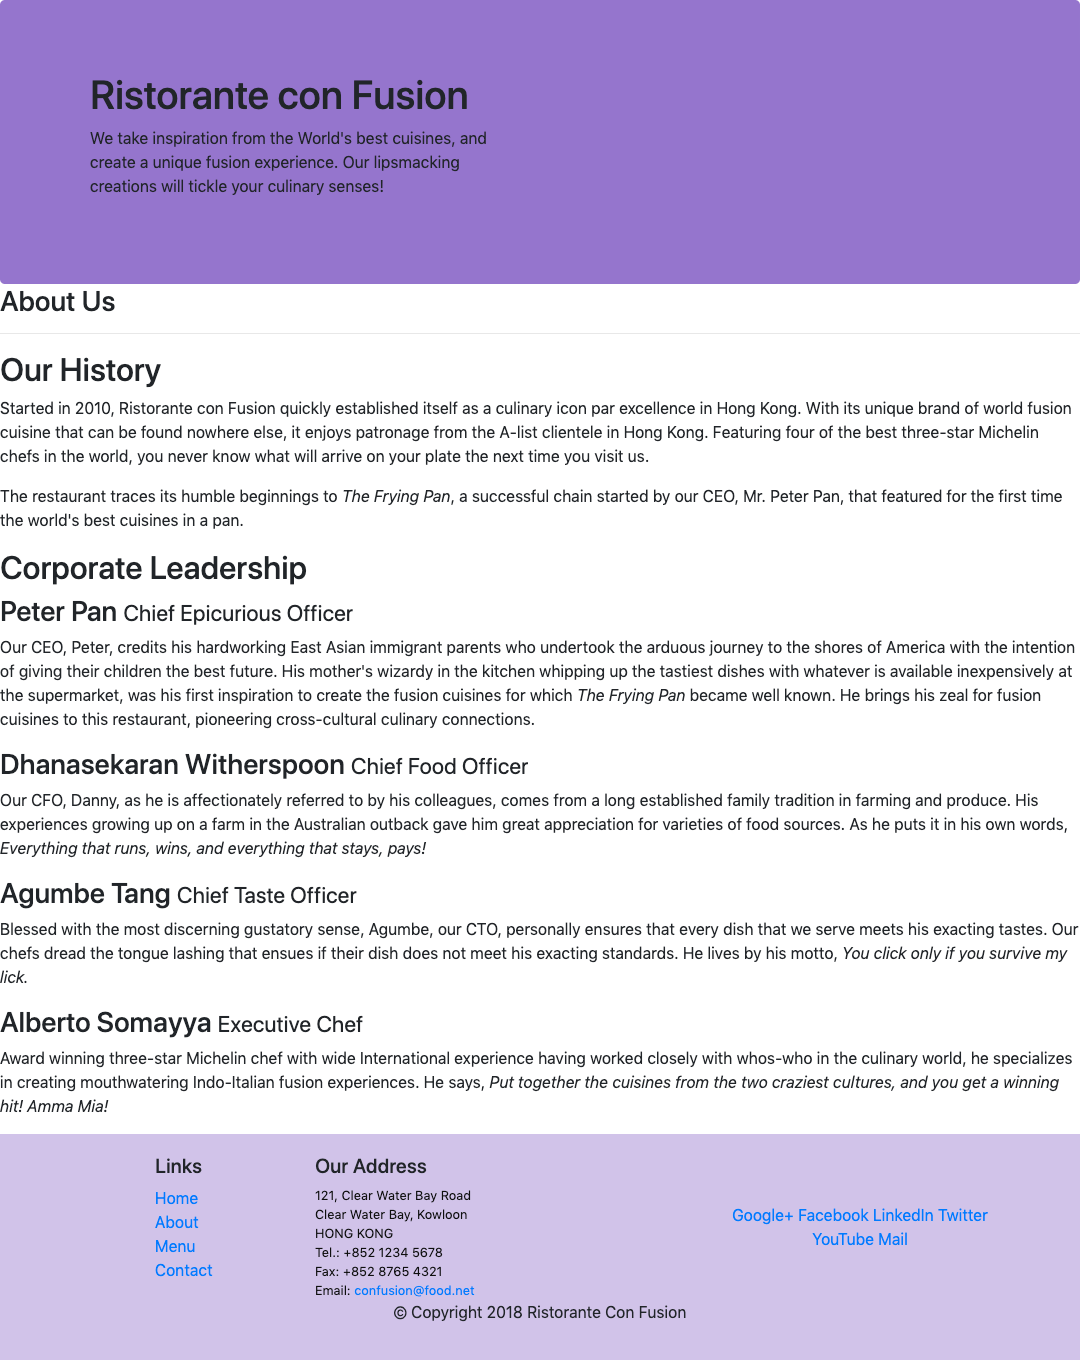 Ristorante con Fusion
We take inspiration from the World's best cuisines, and
create a unique fusion experience. Our lipsmacking
creations will tickle your culinary senses!
About Us
Our History
Started in 2010, Ristorante con Fusion quickly established itself as a culinary icon par excellence in Hong Kong. With its unique brand of world fusion
cuisine that can be found nowhere else, it enjoys patronage from the A-list clientele in Hong Kong. Featuring four of the best three-star Michelin
chefs in the world, you never know what will arrive on your plate the next time you visit us.
The restaurant traces its humble beginnings to The Frying Pan, a successful chain started by our CEO, Mr. Peter Pan, that featured for the first time
the world's best cuisines in a pan.
Corporate Leadership
Peter Pan Chief Epicurious Officer
Our CEO, Peter, credits his hardworking East Asian immigrant parents who undertook the arduous journey to the shores of America with the intention
of giving their children the best future. His mother's wizardy in the kitchen whipping up the tastiest dishes with whatever is available inexpensively at
the supermarket, was his first inspiration to create the fusion cuisines for which The Frying Pan became well known. He brings his zeal for fusion
cuisines to this restaurant, pioneering cross-cultural culinary connections.
Dhanasekaran Witherspoon Chief Food Officer
Our CFO, Danny, as he is affectionately referred to by his colleagues, comes from a long established family tradition in farming and produce. His
experiences growing up on a farm in the Australian outback gave him great appreciation for varieties of food sources. As he puts it in his own words,
Everything that runs, wins, and everything that stays, pays!
Agumbe Tang Chief Taste Officer
Blessed with the most discerning gustatory sense, Agumbe, our CTO, personally ensures that every dish that we serve meets his exacting tastes. Our
chefs dread the tongue lashing that ensues if their dish does not meet his exacting standards. He lives by his motto, You click only if you survive my
lick.
Alberto Somayya Executive Chef
Award winning three-star Michelin chef with wide International experience having worked closely with whos-who in the culinary world, he specializes
in creating mouthwatering Indo-Italian fusion experiences. He says, Put together the cuisines from the two craziest cultures, and you get a winning
hit! Amma Mia!
Links
Home
About
Menu
Contact
Our Address
121, Clear Water Bay Road
Clear Water Bay, Kowloon
HONG KONG
Tel.: +852 1234 5678
Fax: +852 8765 4321
Email: confusion@food.net
Google+ Facebook LinkedIn Twitter
YouTube Mail
© Copyright 2018 Ristorante Con Fusion